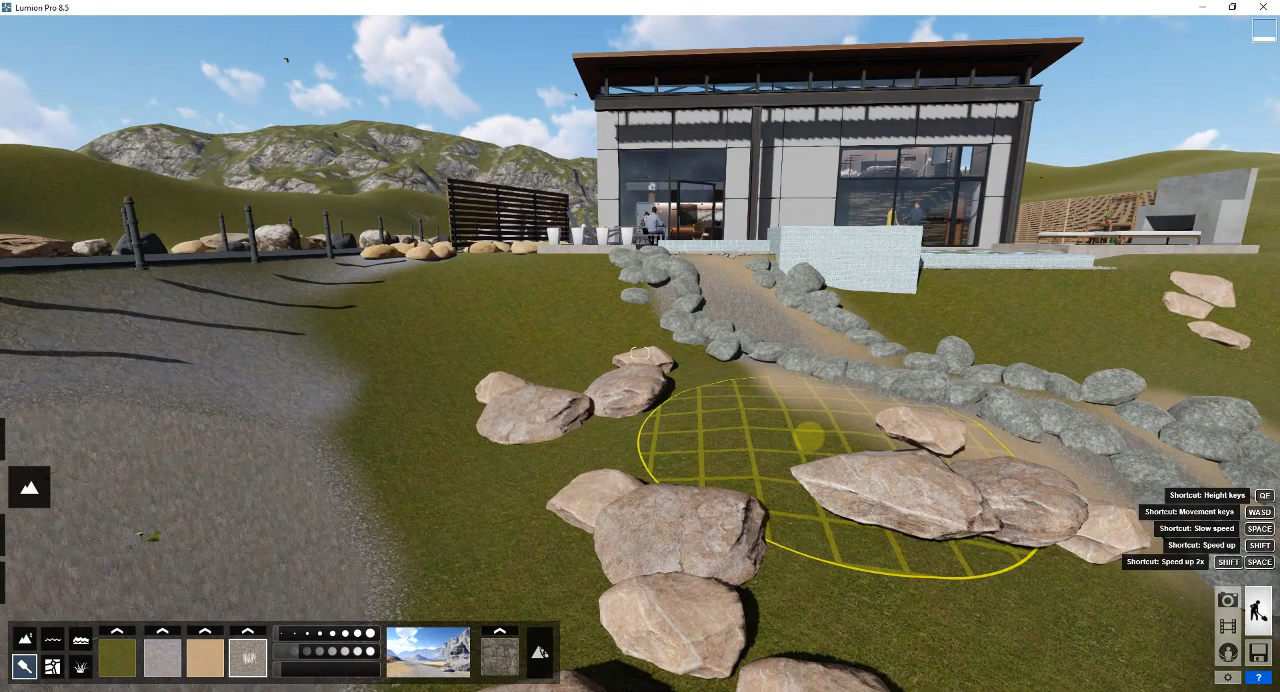 Lumion Pro 8.5
Shortcut: Height keys QE
Shortcut: Movement keys WASD
Shortcut: Slow speed SPACE
Shortcut: Speed up SHIFT
Shortcut: Speed up 2x SHIFT SPACE
?